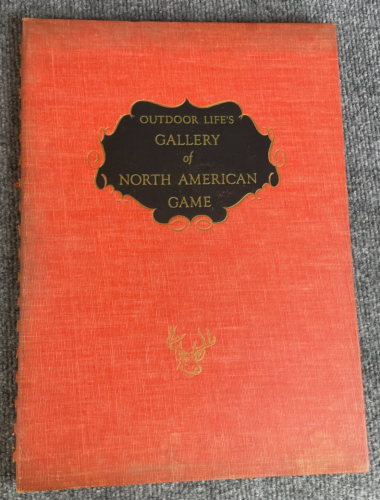 OUTDOOR LIFE'S
GALLERY
of
NORTH AMERICAN
GAME